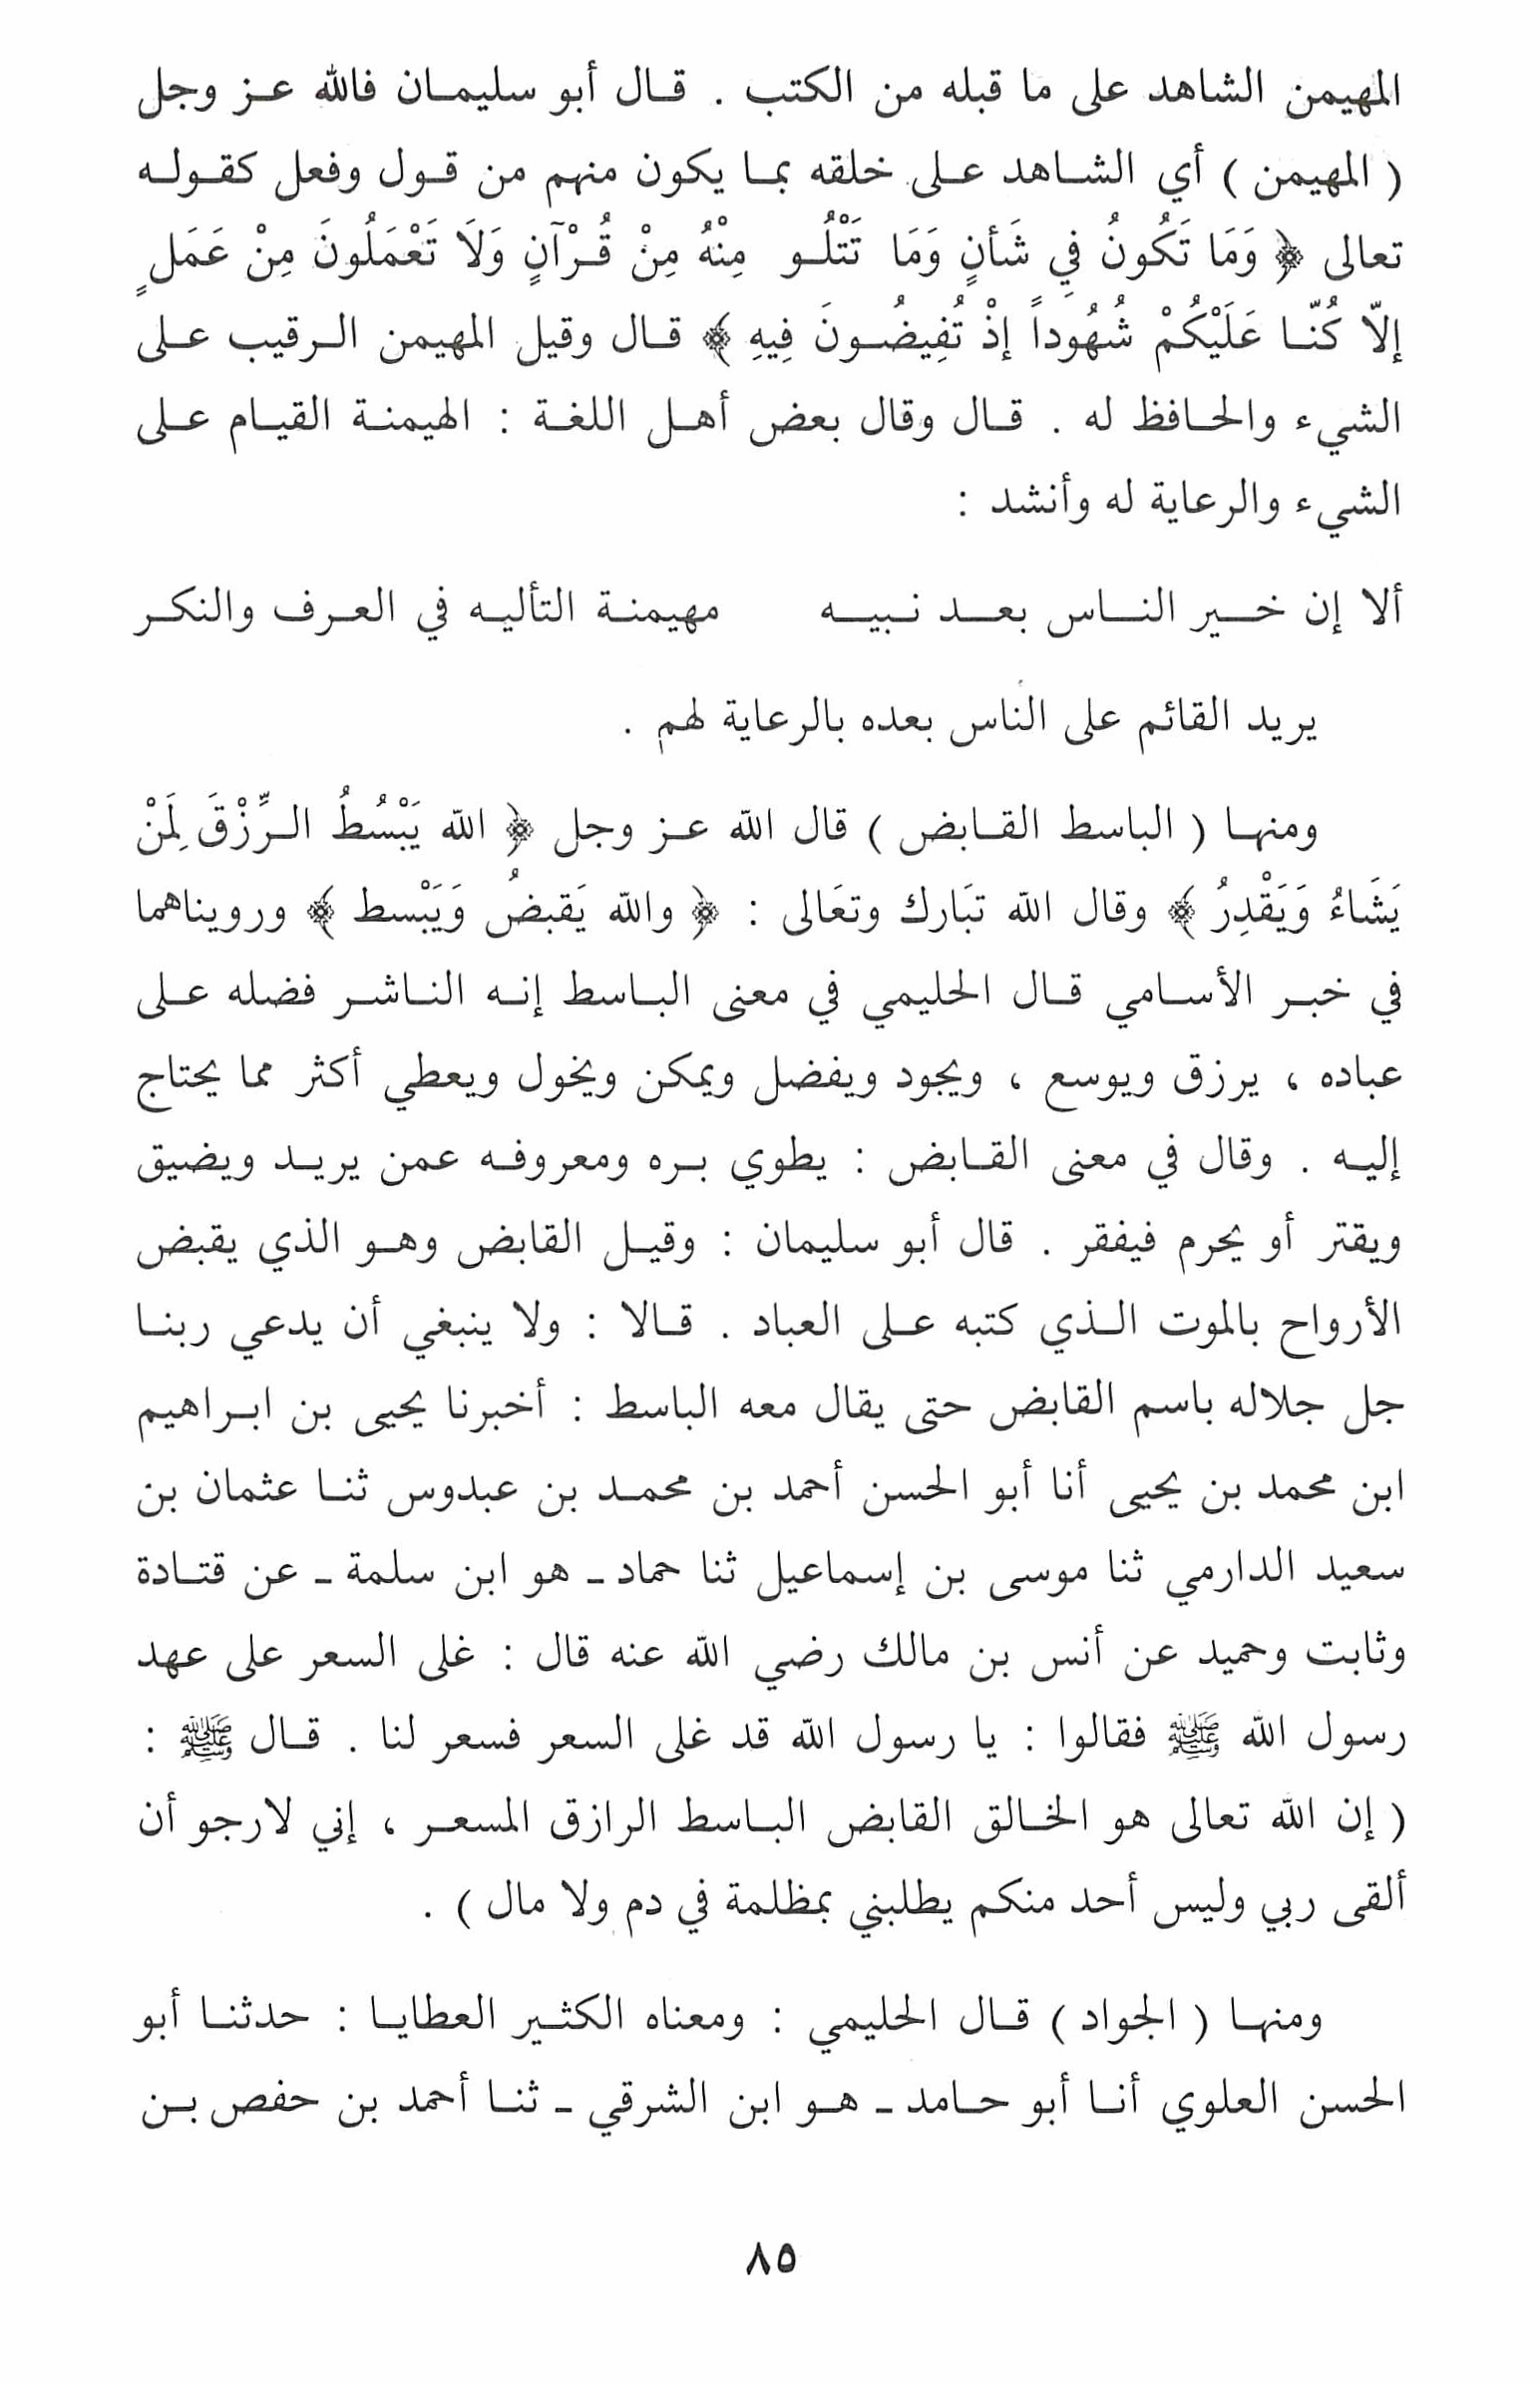 المهيمن الشاهد على ما قبله من الكتب . قال أبو سليمان فالله عز وجل
( المهيمن ) أي الشاهد على خلقه بما يكون منهم من قول وفعل كقوله
تعالى ﴿ وَمَا تَكُونُ فِي شَأنٍ وَمَا تَتْلُو مِنْهُ مِنْ قُرْآنٍ وَلَا تَعْمَلُونَ مِنْ عَمَلٍ
إلّا كُنّا عَلَيْكُمْ شُهُوداً إذْ تُفِيضُونَ فِيهِ ﴾ قال وقيل المهيمن الرقيب على
الشيء والحافظ له . قال وقال بعض أهل اللغة : الهيمنة القيام على
الشيء والرعاية له وأنشد :
ألا إن خير الناس بعد نبيه مهيمنة التأليه في العرف والنكر
يريد القائم على الناس بعده بالرعاية لهم .
ومنها ( الباسط القابض ) قال الله عز وجل ﴿ الله يَبْسُطُ الرِّزْقَ لِمَنْ
يَشَاءُ وَيَقْدِرُ ﴾ وقال الله تبَارك وتعَالى : ﴿ والله يَقبضُ وَيَبْسط ﴾ ورويناهما
في خبر الأسامي قال الحليمي في معنى الباسط إنه الناشر فضله على
عباده ، يرزق ويوسع ، ويجود ويفضل ويمكن ويخول ويعطي أكثر مما يحتاج
إليه . وقال في معنى القابض : يطوي بره ومعروفه عمن يريد ويضيق
ويقتر أو يحرم فيفقر . قال أبو سليمان : وقيل القابض وهو الذي يقبض
الأرواح بالموت الذي كتبه على العباد . قالا : ولا ينبغي أن يدعي ربنا
جل جلاله باسم القابض حتى يقال معه الباسط : أخبرنا يحيى بن ابراهيم
ابن محمد بن يحيى أنا أبو الحسن أحمد بن محمد بن عبدوس ثنا عثمان بن
سعيد الدارمي ثنا موسى بن إسماعيل ثنا حماد ـ هو ابن سلمة ـ عن قتادة
وثابت وحميد عن أنس بن مالك رضي الله عنه قال : غلى السعر على عهد
رسول الله ﷺ فقالوا : يا رسول الله قد غلى السعر فسعر لنا . قال ﷺ :
( إن الله تعالى هو الخالق القابض الباسط الرازق المسعر ، إني لارجو أن
ألقى ربي وليس أحد منكم يطلبني بمظلمة في دم ولا مال ) .
ومنها ( الجواد ) قال الحليمي : ومعناه الكثير العطايا : حدثنا أبو
الحسن العلوي أنا أبو حامد ـ هو ابن الشرقي ـ ثنا أحمد بن حفص بن
٨٥